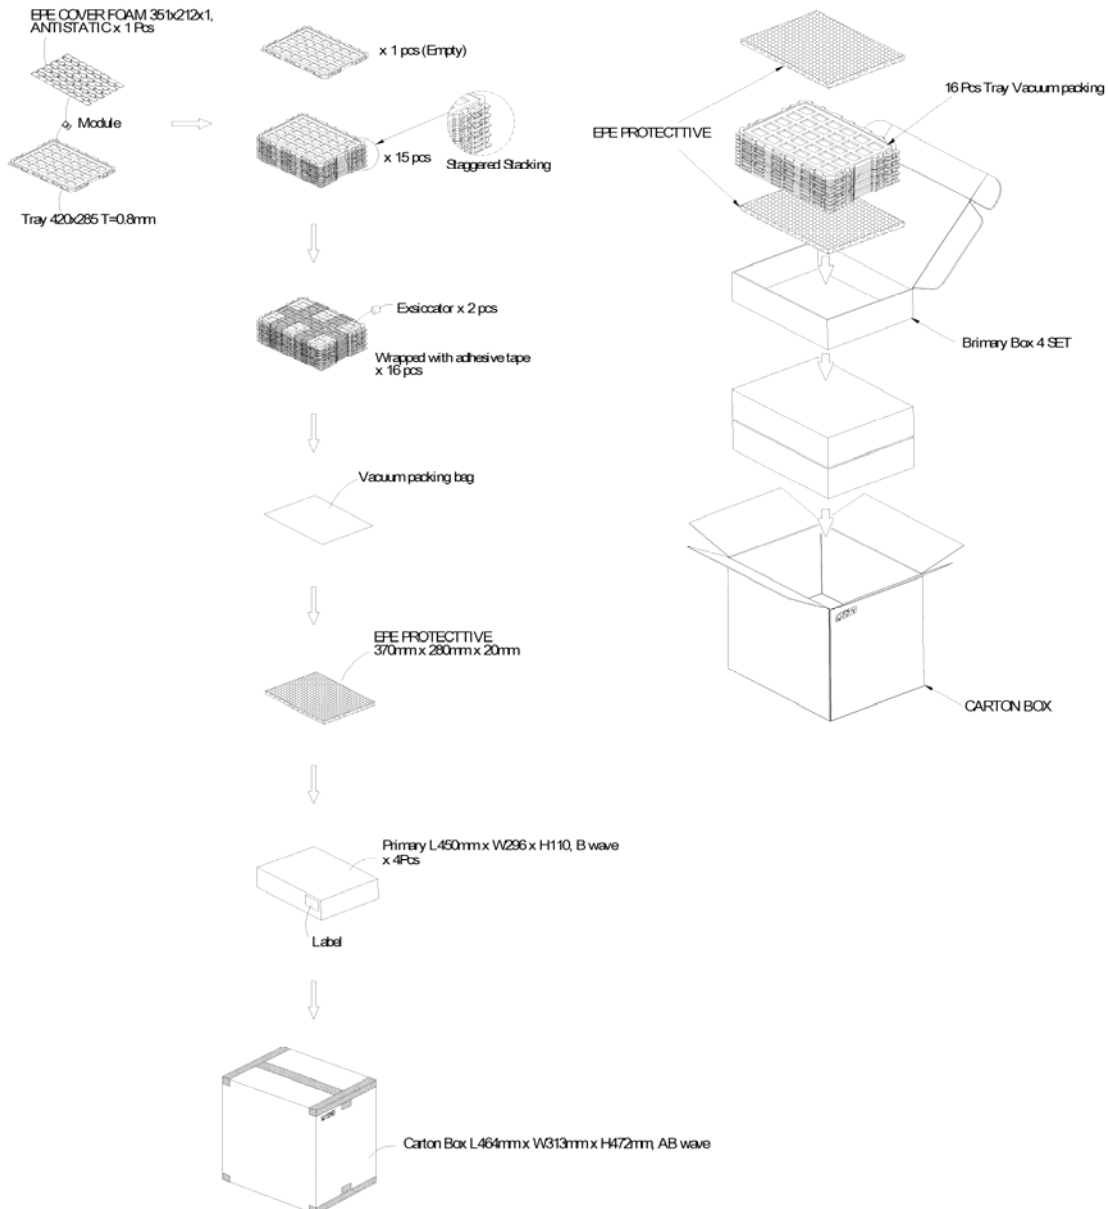 EPE COVER FOAM 351x212x1,
ANTISTATIC x 1 Pcs
Module
Tray 420x285 T=0.8mm
x 1 pcs (Empty)
x 15 pcs
Staggered Stacking
Exsiccator x 2 pcs
Wrapped with adhesive tape
x 16 pcs
Vacuum packing bag
EPE PROTECTTIVE
370mm x 280mm x 20mm
Primary L450mm x W296 x H110, B wave
x 4Pcs
Label
Carton Box L464mm x W313mm x H472mm, AB wave
EPE PROTECTTIVE
16 Pcs Tray Vacuum packing
Brimary Box 4 SET
CARTON BOX